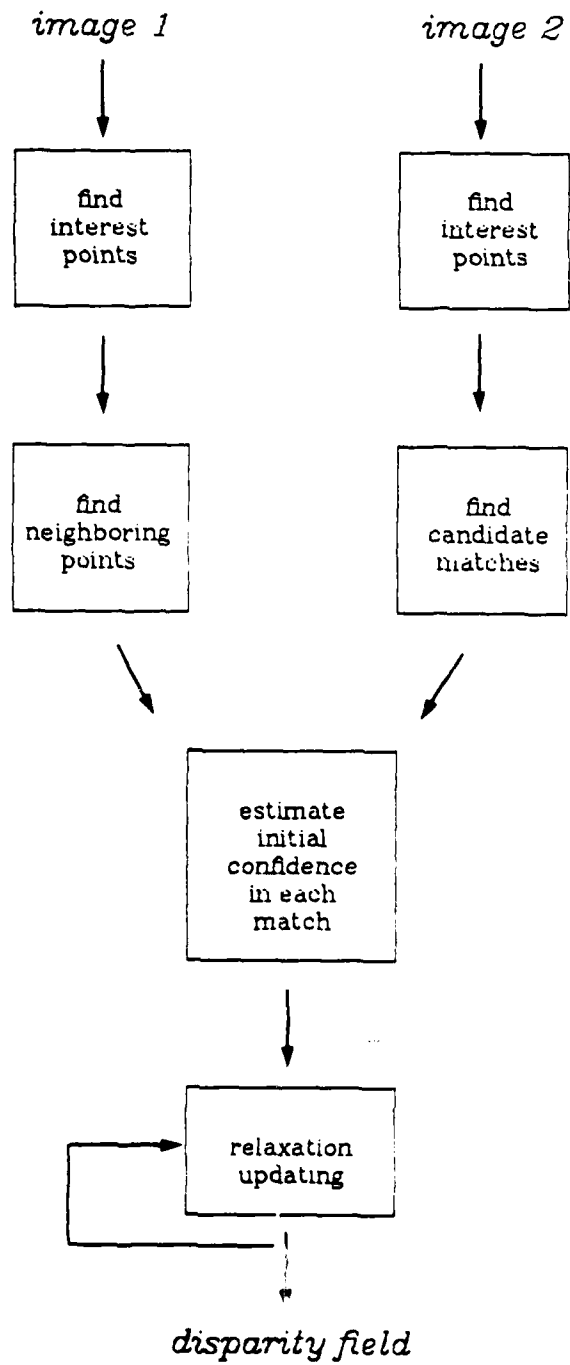 image 1
image 2
find
interest
points
find
interest
points
find
neighboring
points
find
candidate
matches
estimate
initial
confidence
in each
match
relaxation
updating
disparity field